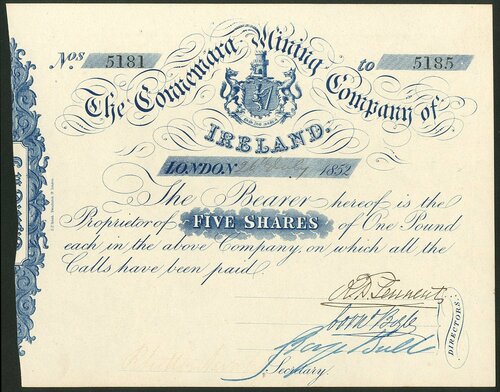 Nos 5181 to 5185
The Connemara Mining Company of
IRELAND.
LONDON 1852
The Bearer hereof is the
Proprietor of FIVE SHARES of One Pound
each in the above Company, on which all the
Calls have been paid
DIRECTORS.
Secretary.